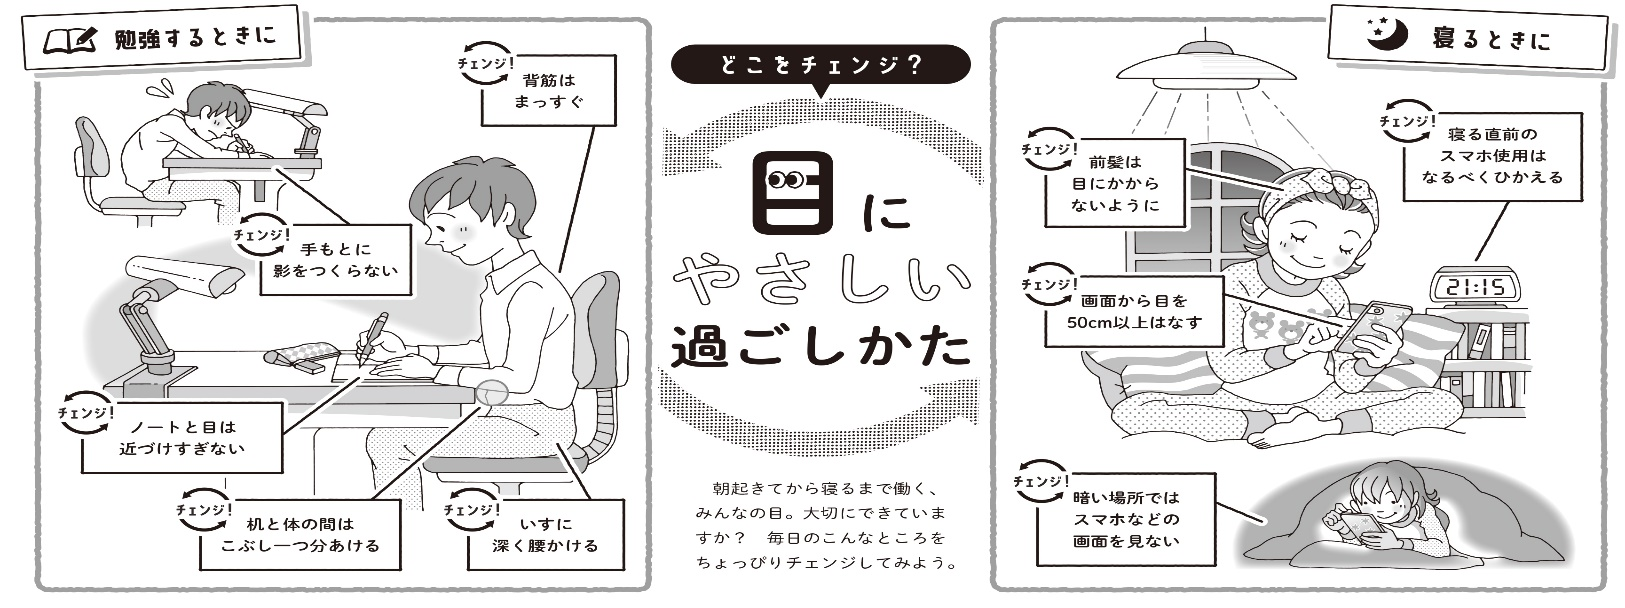 勉強するときに
チェンジ!
背筋は
まっすぐ
チェンジ!
手もとに
影をつくらない
チェンジ!
ノートと目は
近づけすぎない
チェンジ!
机と体の間は
こぶし一つ分あける
チェンジ!
いすに
深く腰かける
どこをチェンジ？
目に
やさしい
過ごしかた
朝起きてから寝るまで働く、
みんなの目。大切にできていま
すか？　毎日のこんなところを
ちょっぴりチェンジしてみよう。
寝るときに
チェンジ!
前髪は
目にかから
ないように
チェンジ!
寝る直前の
スマホ使用は
なるべくひかえる
チェンジ!
画面から目を
50cm以上はなす
21:15
チェンジ!
暗い場所では
スマホなどの
画面を見ない